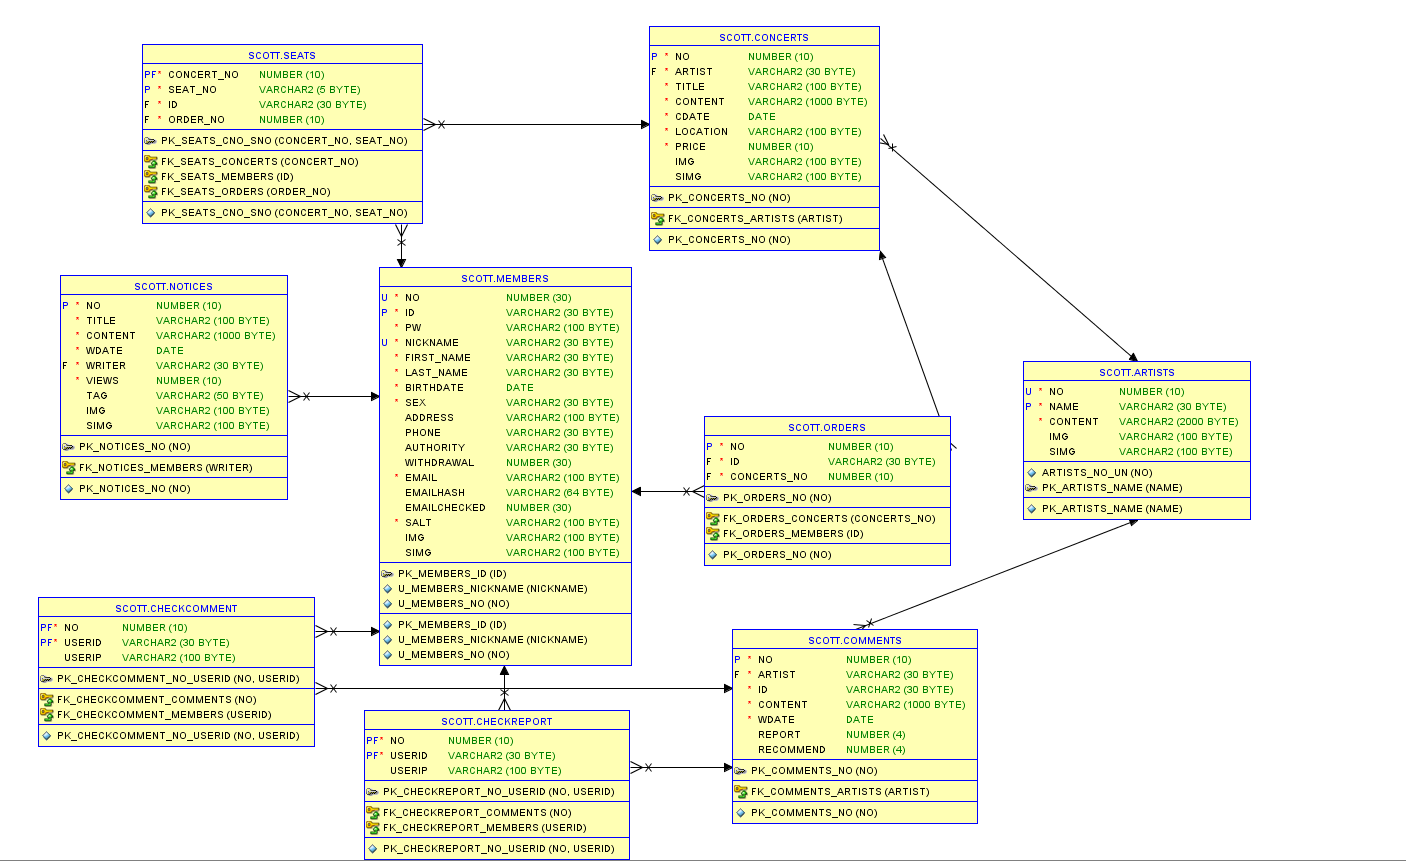 SCOTT.SEATS
PF* CONCERT_NO NUMBER (10)
P * SEAT_NO VARCHAR2 (5 BYTE)
F * ID VARCHAR2 (30 BYTE)
F * ORDER_NO NUMBER (10)
PK_SEATS_CNO_SNO (CONCERT_NO, SEAT_NO)
FK_SEATS_CONCERTS (CONCERT_NO)
FK_SEATS_MEMBERS (ID)
FK_SEATS_ORDERS (ORDER_NO)
PK_SEATS_CNO_SNO (CONCERT_NO, SEAT_NO)
SCOTT.CONCERTS
P * NO NUMBER (10)
F * ARTIST VARCHAR2 (30 BYTE)
* TITLE VARCHAR2 (100 BYTE)
* CONTENT VARCHAR2 (1000 BYTE)
* CDATE DATE
* LOCATION VARCHAR2 (100 BYTE)
* PRICE NUMBER (10)
IMG VARCHAR2 (100 BYTE)
SIMG VARCHAR2 (100 BYTE)
PK_CONCERTS_NO (NO)
FK_CONCERTS_ARTISTS (ARTIST)
PK_CONCERTS_NO (NO)
SCOTT.NOTICES
P * NO NUMBER (10)
* TITLE VARCHAR2 (100 BYTE)
* CONTENT VARCHAR2 (1000 BYTE)
* WDATE DATE
F * WRITER VARCHAR2 (30 BYTE)
* VIEWS NUMBER (10)
TAG VARCHAR2 (50 BYTE)
IMG VARCHAR2 (100 BYTE)
SIMG VARCHAR2 (100 BYTE)
PK_NOTICES_NO (NO)
FK_NOTICES_MEMBERS (WRITER)
PK_NOTICES_NO (NO)
SCOTT.MEMBERS
U * NO NUMBER (30)
P * ID VARCHAR2 (30 BYTE)
* PW VARCHAR2 (100 BYTE)
U * NICKNAME VARCHAR2 (30 BYTE)
* FIRST_NAME VARCHAR2 (30 BYTE)
* LAST_NAME VARCHAR2 (30 BYTE)
* BIRTHDATE DATE
* SEX VARCHAR2 (30 BYTE)
ADDRESS VARCHAR2 (100 BYTE)
PHONE VARCHAR2 (30 BYTE)
AUTHORITY VARCHAR2 (30 BYTE)
WITHDRAWAL NUMBER (30)
* EMAIL VARCHAR2 (100 BYTE)
EMAILHASH VARCHAR2 (64 BYTE)
EMAILCHECKED NUMBER (30)
* SALT VARCHAR2 (100 BYTE)
IMG VARCHAR2 (100 BYTE)
SIMG VARCHAR2 (100 BYTE)
PK_MEMBERS_ID (ID)
U_MEMBERS_NICKNAME (NICKNAME)
U_MEMBERS_NO (NO)
PK_MEMBERS_ID (ID)
U_MEMBERS_NICKNAME (NICKNAME)
U_MEMBERS_NO (NO)
SCOTT.ARTISTS
U * NO NUMBER (10)
P * NAME VARCHAR2 (30 BYTE)
* CONTENT VARCHAR2 (2000 BYTE)
IMG VARCHAR2 (100 BYTE)
SIMG VARCHAR2 (100 BYTE)
ARTISTS_NO_UN (NO)
PK_ARTISTS_NAME (NAME)
PK_ARTISTS_NAME (NAME)
SCOTT.ORDERS
P * NO NUMBER (10)
F * ID VARCHAR2 (30 BYTE)
F * CONCERTS_NO NUMBER (10)
PK_ORDERS_NO (NO)
FK_ORDERS_CONCERTS (CONCERTS_NO)
FK_ORDERS_MEMBERS (ID)
PK_ORDERS_NO (NO)
SCOTT.CHECKCOMMENT
PF* NO NUMBER (10)
PF* USERID VARCHAR2 (30 BYTE)
USERIP VARCHAR2 (100 BYTE)
PK_CHECKCOMMENT_NO_USERID (NO, USERID)
FK_CHECKCOMMENT_COMMENTS (NO)
FK_CHECKCOMMENT_MEMBERS (USERID)
PK_CHECKCOMMENT_NO_USERID (NO, USERID)
SCOTT.COMMENTS
P * NO NUMBER (10)
F * ARTIST VARCHAR2 (30 BYTE)
* ID VARCHAR2 (30 BYTE)
* CONTENT VARCHAR2 (1000 BYTE)
* WDATE DATE
REPORT NUMBER (4)
RECOMMEND NUMBER (4)
PK_COMMENTS_NO (NO)
FK_COMMENTS_ARTISTS (ARTIST)
PK_COMMENTS_NO (NO)
SCOTT.CHECKREPORT
PF* NO NUMBER (10)
PF* USERID VARCHAR2 (30 BYTE)
USERIP VARCHAR2 (100 BYTE)
PK_CHECKREPORT_NO_USERID (NO, USERID)
FK_CHECKREPORT_COMMENTS (NO)
FK_CHECKREPORT_MEMBERS (USERID)
PK_CHECKREPORT_NO_USERID (NO, USERID)